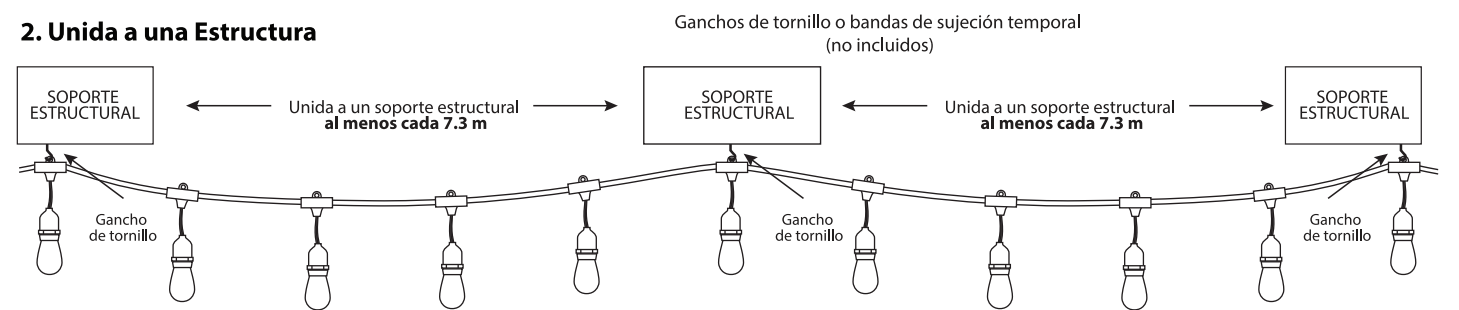 2. Unida a una Estructura
Ganchos de tornillo o bandas de sujeción temporal
(no incluidos)
SOPORTE
ESTRUCTURAL
Unida a un soporte estructural
al menos cada 7.3 m
SOPORTE
ESTRUCTURAL
Unida a un soporte estructural
al menos cada 7.3 m
SOPORTE
ESTRUCTURAL
Gancho
de tornillo
Gancho
de tornillo
Gancho
de tornillo